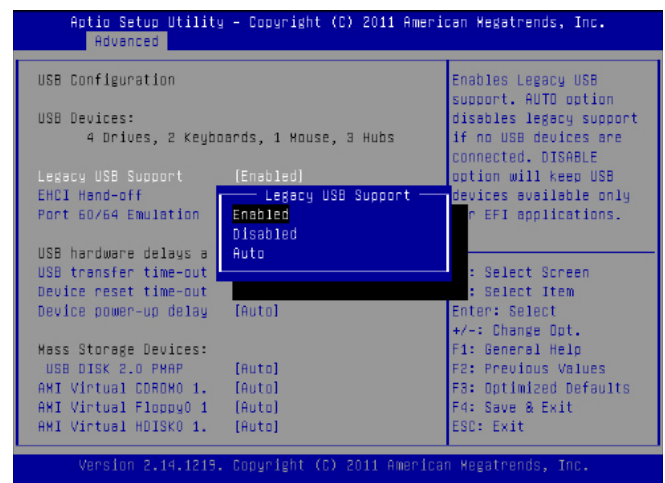 Aptio Setup Utility - Copyright (C) 2011 American Megatrends, Inc.
Advanced
USB Configuration
USB Devices:
4 Drives, 2 Keyboards, 1 Mouse, 3 Hubs
Legacy USB Support [Enabled]
EHCI Hand-off
Port 60/64 Emulation
USB hardware delays a
USB transfer time-out
Device reset time-out
Device power-up delay [Auto]
Mass Storage Devices:
USB DISK 2.0 PMAP [Auto]
AMI Virtual CDROM0 1. [Auto]
AMI Virtual Floppy0 1 [Auto]
AMI Virtual HDISK0 1. [Auto]
Legacy USB Support
Enabled
Disabled
Auto
Enables Legacy USB
support. AUTO option
disables legacy support
if no USB devices are
connected. DISABLE
option will keep USB
devices available only
r EFI applications.
: Select Screen
: Select Item
Enter: Select
+/-: Change Opt.
F1: General Help
F2: Previous Values
F3: Optimized Defaults
F4: Save & Exit
ESC: Exit
Version 2.14.1219. Copyright (C) 2011 American Megatrends, Inc.